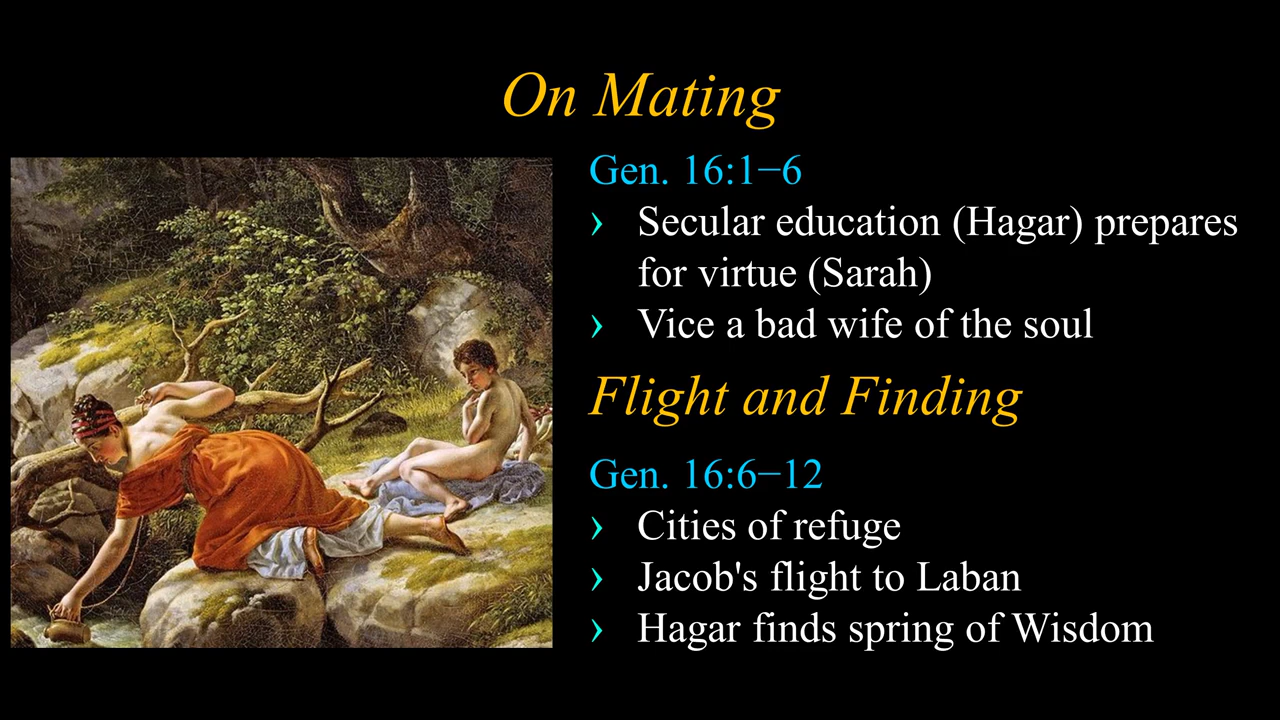 On Mating
Gen. 16:1−6
› Secular education (Hagar) prepares
for virtue (Sarah)
› Vice a bad wife of the soul
Flight and Finding
Gen. 16:6−12
› Cities of refuge
› Jacob's flight to Laban
› Hagar finds spring of Wisdom